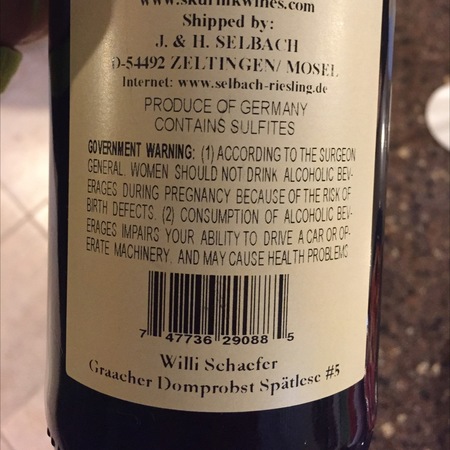 www.skurnikwines.com
Shipped by:
J. & H. SELBACH
D-54492 ZELTINGEN/ MOSEL
Internet: www.selbach-riesling.de
PRODUCE OF GERMANY
CONTAINS SULFITES
GOVERNMENT WARNING: (1) ACCORDING TO THE SURGEON
GENERAL, WOMEN SHOULD NOT DRINK ALCOHOLIC BEV-
ERAGES DURING PREGNANCY BECAUSE OF THE RISK OF
BIRTH DEFECTS. (2) CONSUMPTION OF ALCOHOLIC BEV-
ERAGES IMPAIRS YOUR ABILITY TO DRIVE A CAR OR OP-
ERATE MACHINERY, AND MAY CAUSE HEALTH PROBLEMS
7 47736 29088 5
Willi Schaefer
Graacher Domprobst Spätlese #5